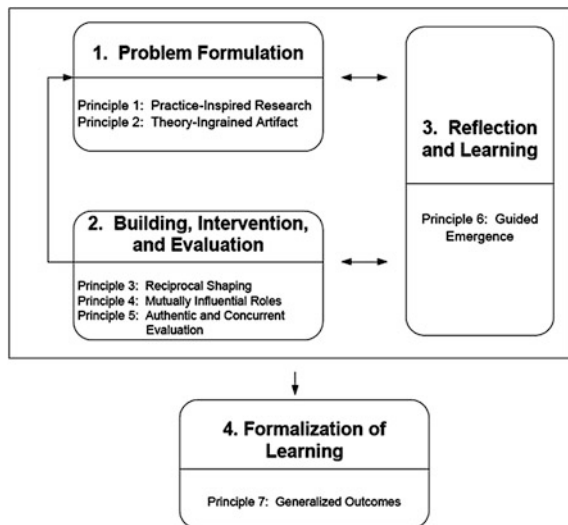 1. Problem Formulation
Principle 1: Practice-Inspired Research
Principle 2: Theory-Ingrained Artifact
2. Building, Intervention,
and Evaluation
Principle 3: Reciprocal Shaping
Principle 4: Mutually Influential Roles
Principle 5: Authentic and Concurrent
Evaluation
3. Reflection
and Learning
Principle 6: Guided
Emergence
4. Formalization of
Learning
Principle 7: Generalized Outcomes